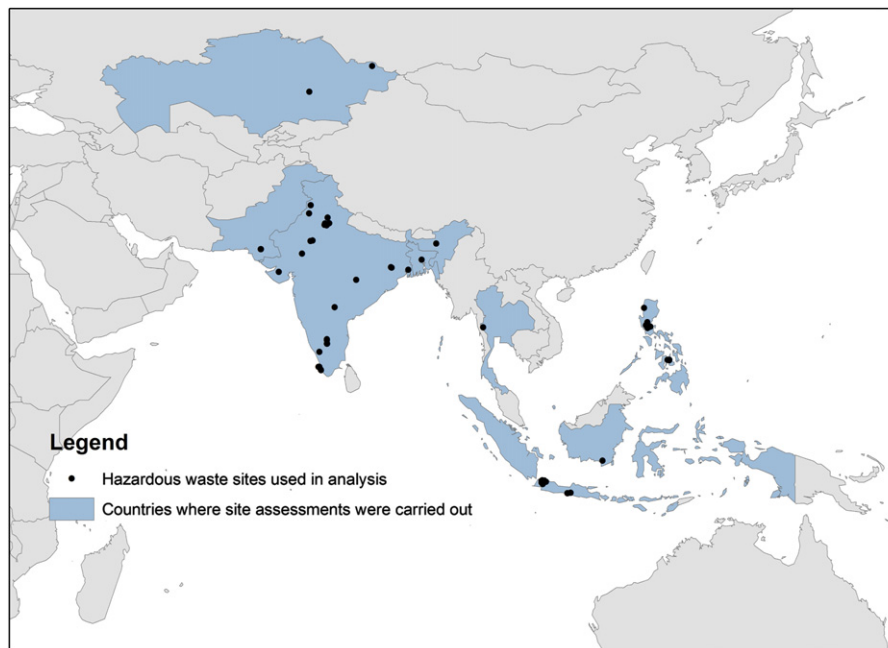 Legend
Hazardous waste sites used in analysis
Countries where site assessments were carried out